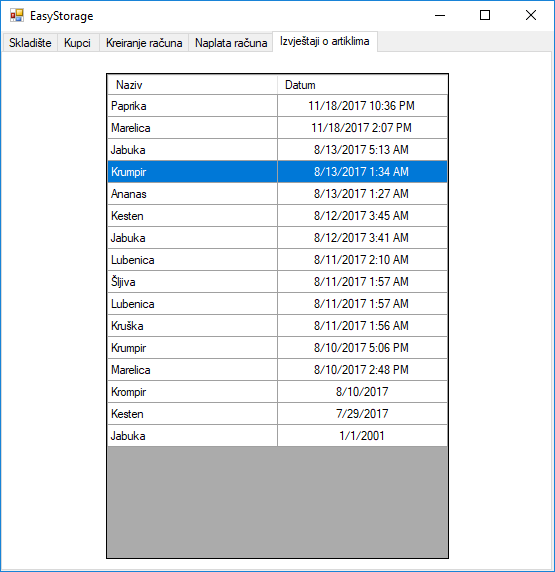 EasyStorage
Skladište Kupci Kreiranje računa Naplata računa Izvještaji o artiklima
Naziv Datum
Paprika 11/18/2017 10:36 PM
Marelica 11/18/2017 2:07 PM
Jabuka 8/13/2017 5:13 AM
Krumpir 8/13/2017 1:34 AM
Ananas 8/13/2017 1:27 AM
Kesten 8/12/2017 3:45 AM
Jabuka 8/12/2017 3:41 AM
Lubenica 8/11/2017 2:10 AM
Šljiva 8/11/2017 1:57 AM
Lubenica 8/11/2017 1:57 AM
Kruška 8/11/2017 1:56 AM
Krumpir 8/10/2017 5:06 PM
Marelica 8/10/2017 2:48 PM
Krompir 8/10/2017
Kesten 7/29/2017
Jabuka 1/1/2001